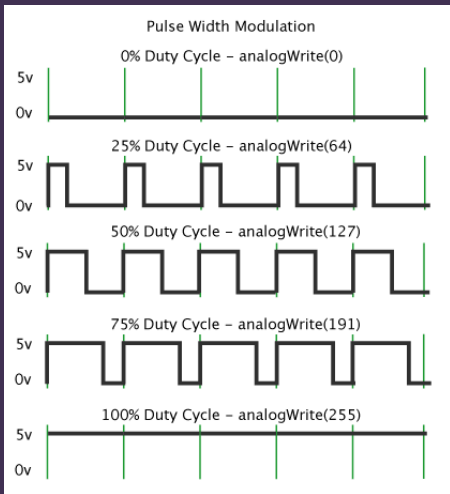 Pulse Width Modulation
0% Duty Cycle – analogWrite(0)
5v
0v
25% Duty Cycle – analogWrite(64)
5v
0v
50% Duty Cycle – analogWrite(127)
5v
0v
75% Duty Cycle – analogWrite(191)
5v
0v
100% Duty Cycle – analogWrite(255)
5v
0v